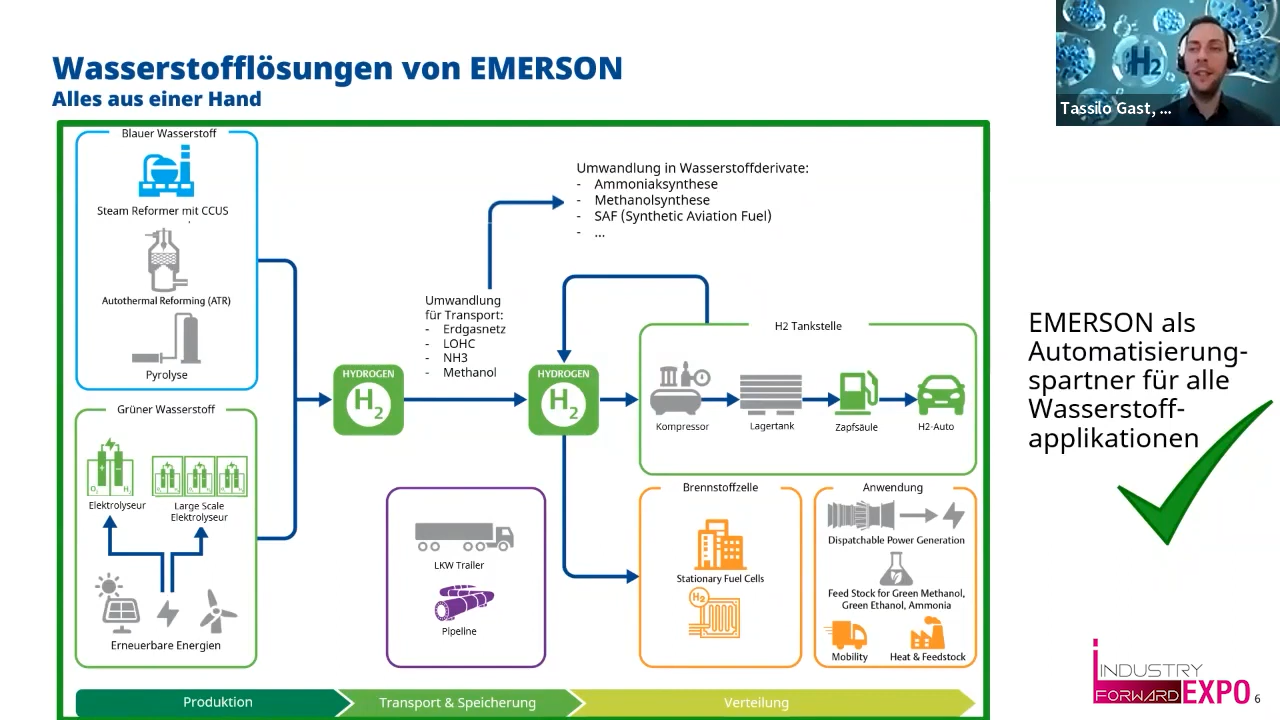 Wasserstofflösungen von EMERSON
Alles aus einer Hand
H2
Tassilo Gast, ...
Blauer Wasserstoff
Steam Reformer mit CCUS
Autothermal Reforming (ATR)
Pyrolyse
Grüner Wasserstoff
O₂ H₂
Elektrolyseur
Large Scale
Elektrolyseur
Erneuerbare Energien
HYDROGEN
H2
Umwandlung
für Transport:
- Erdgasnetz
- LOHC
- NH3
- Methanol
Umwandlung in Wasserstoffderivate:
- Ammoniaksynthese
- Methanolsynthese
- SAF (Synthetic Aviation Fuel)
- ...
HYDROGEN
H2
H2 Tankstelle
Kompressor
Lagertank
Zapfsäule
H2-Auto
LKW Trailer
Pipeline
Brennstoffzelle
Stationary Fuel Cells
H2
Anwendung
Dispatchable Power Generation
Feed Stock for Green Methanol,
Green Ethanol, Ammonia
Mobility
Heat & Feedstock
Produktion
Transport & Speicherung
Verteilung
EMERSON als
Automatisierung-
spartner für alle
Wasserstoff-
applikationen
INDUSTRY
FORWARD EXPO
6